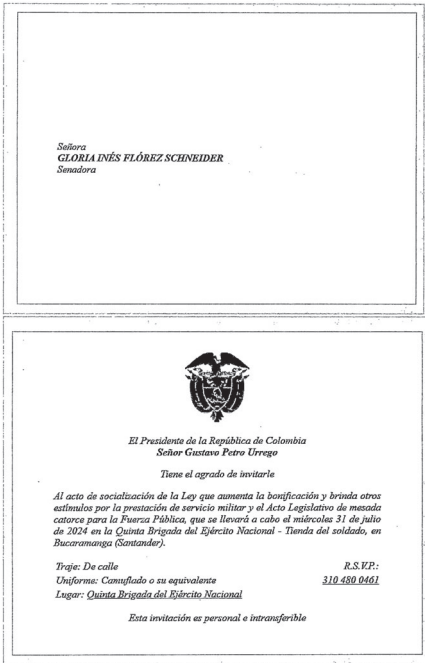 Señora
GLORIA INÉS FLÓREZ SCHNEIDER
Senadora
El Presidente de la República de Colombia
Señor Gustavo Petro Urrego
Tiene el agrado de invitarle
Al acto de socialización de la Ley que aumenta la bonificación y brinda otros
estímulos por la prestación de servicio militar y el Acto Legislativo de mesada
catorce para la Fuerza Pública, que se llevará a cabo el miércoles 31 de julio
de 2024 en la Quinta Brigada del Ejército Nacional - Tienda del soldado, en
Bucaramanga (Santander).
Traje: De calle R.S.V.P.:
Uniforme: Camuflado o su equivalente 310 480 0461
Lugar: Quinta Brigada del Ejército Nacional
Esta invitación es personal e intransferible